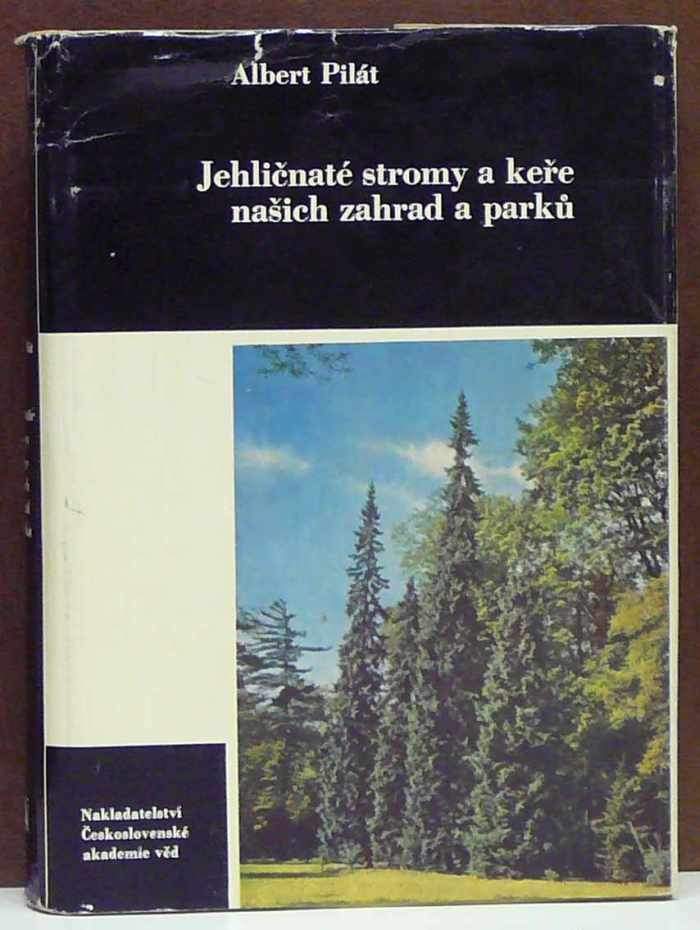 Albert Pilát
Jehličnaté stromy a keře
našich zahrad a parků
Nakladatelství
Československé
akademie věd